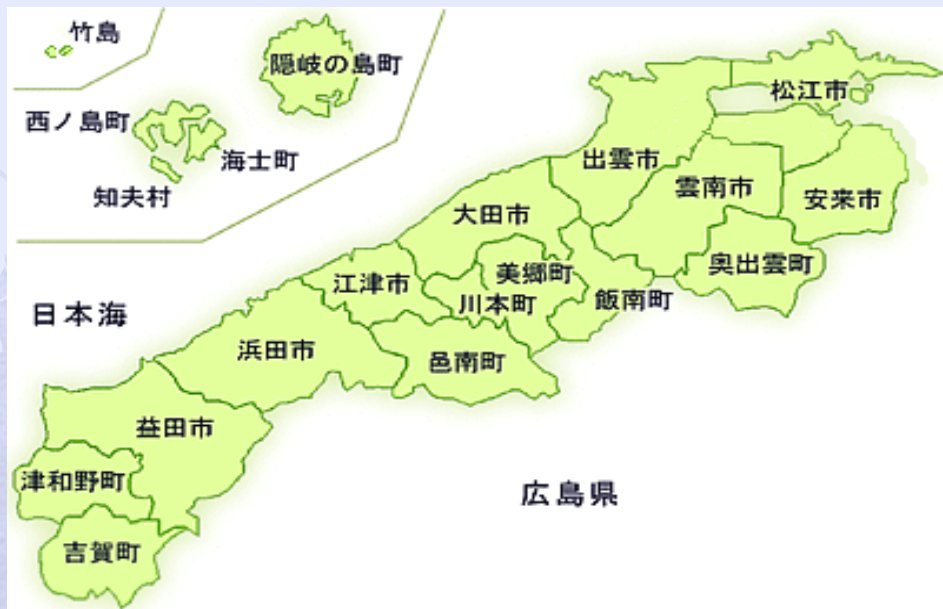 竹島
隠岐の島町
西ノ島町
海士町
知夫村
松江市
出雲市
雲南市
安来市
大田市
奥出雲町
美郷町
江津市
川本町
飯南町
日本海
浜田市
邑南町
益田市
津和野町
広島県
吉賀町